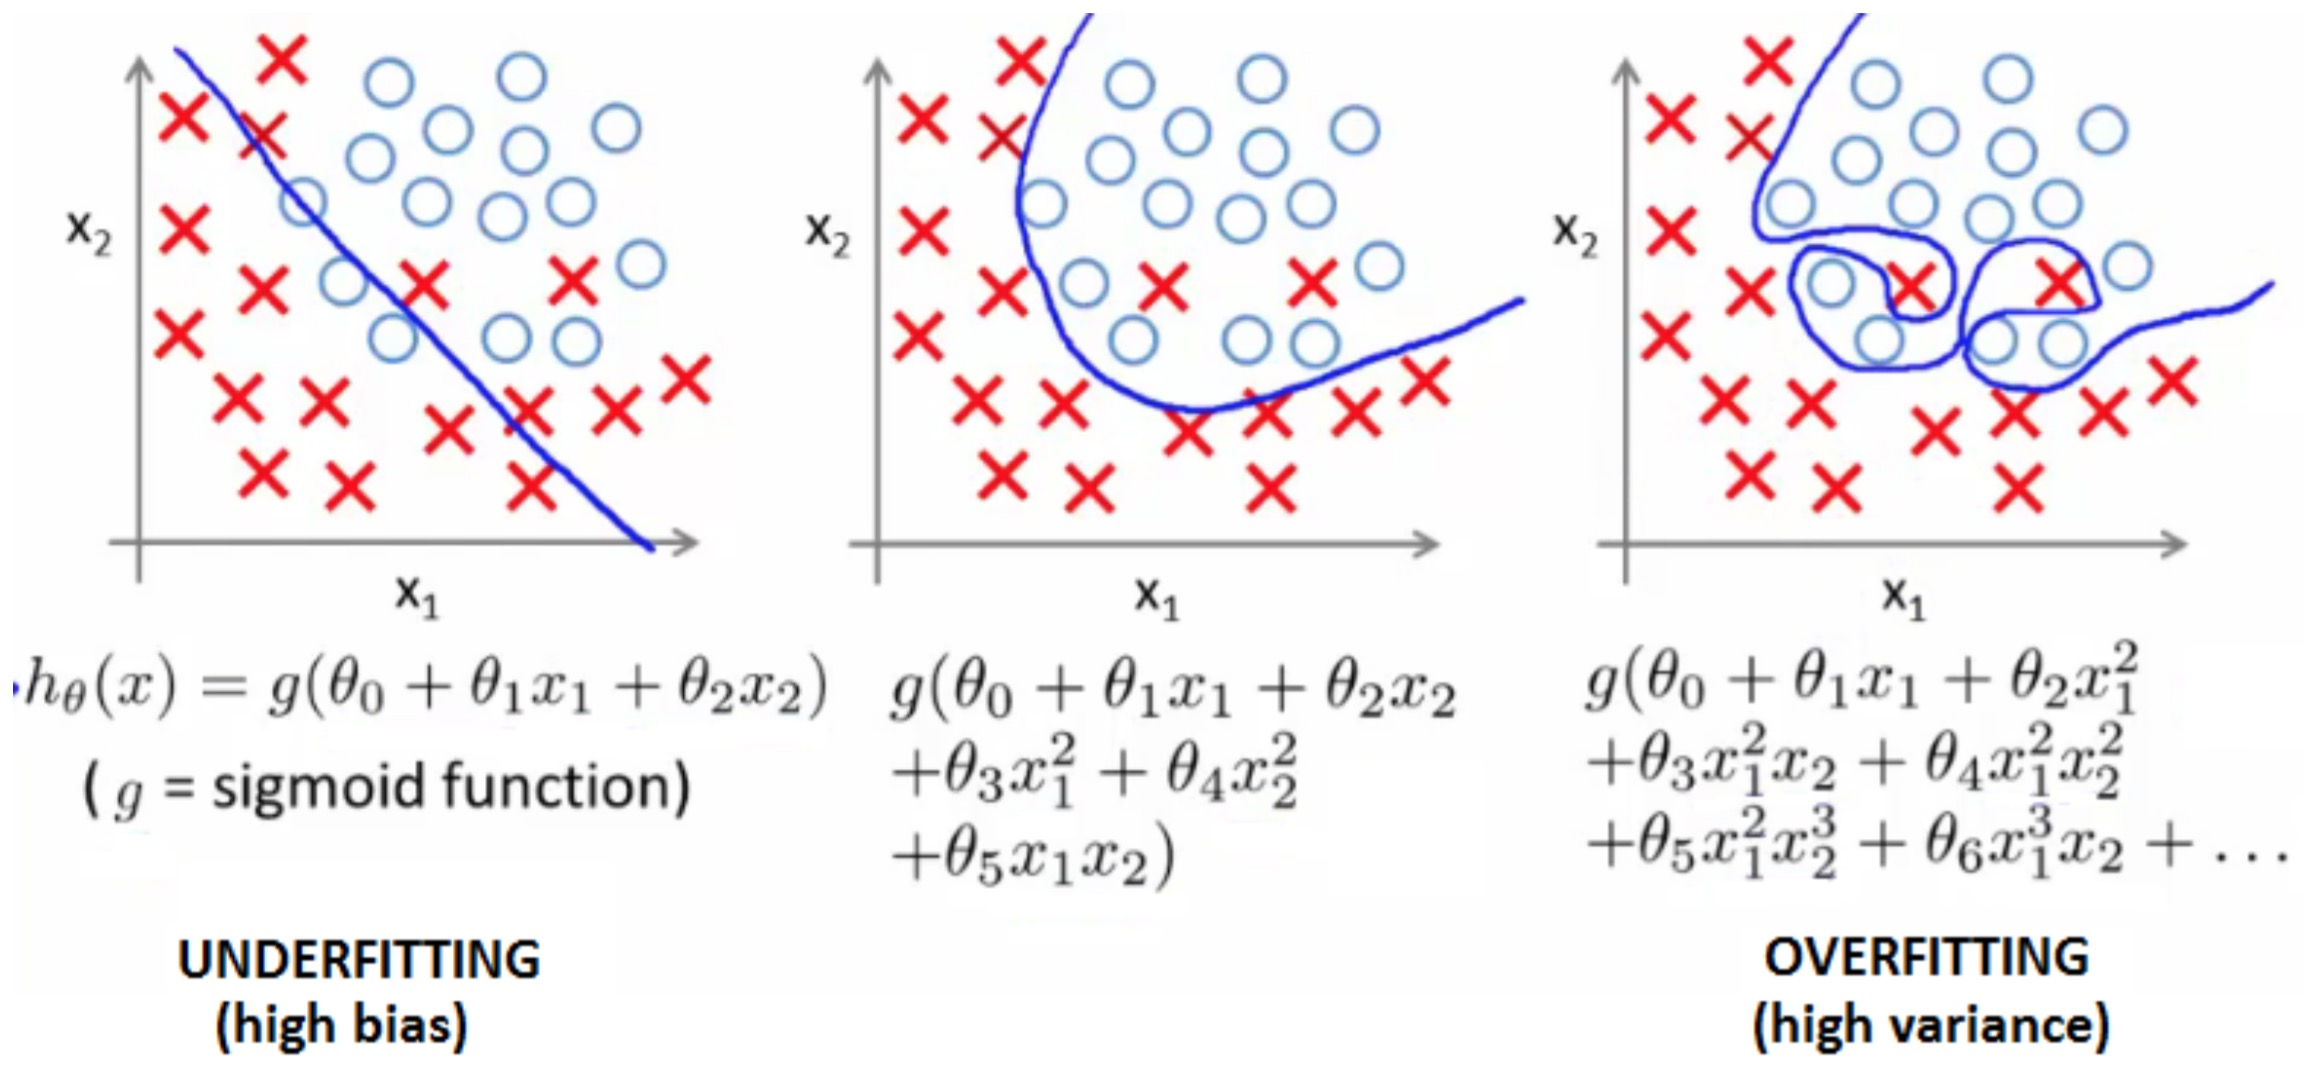 x₂
x₁
hθ(x) = g(θ₀ + θ₁x₁ + θ₂x₂)
( g = sigmoid function)
UNDERFITTING
(high bias)
x₂
x₁
g(θ₀ + θ₁x₁ + θ₂x₂
+θ₃x₁² + θ₄x₂²
+θ₅x₁x₂)
x₂
x₁
g(θ₀ + θ₁x₁ + θ₂x₁²
+θ₃x₁²x₂ + θ₄x₁²x₂²
+θ₅x₁²x₂³ + θ₆x₁³x₂ + ...
OVERFITTING
(high variance)